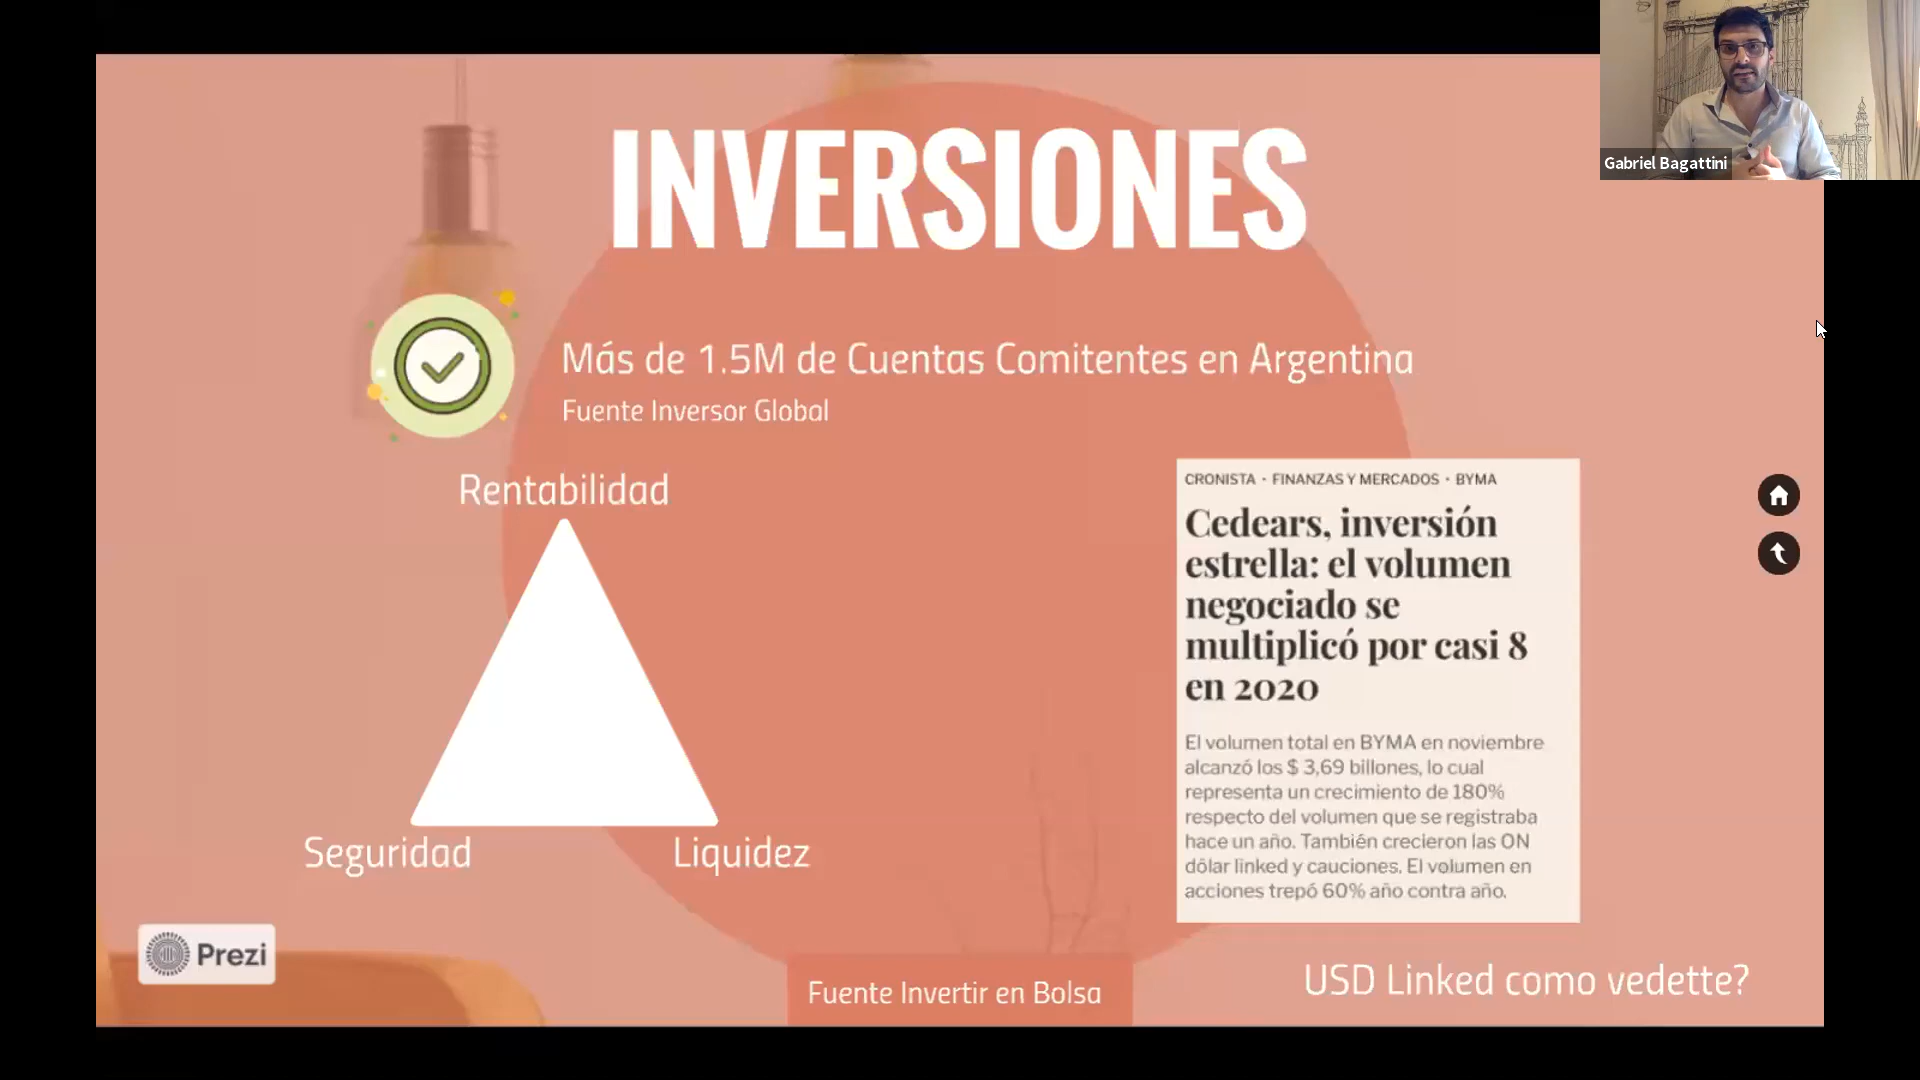 Gabriel Bagattini
INVERSIONES
Más de 1.5M de Cuentas Comitentes en Argentina
Fuente Inversor Global
Rentabilidad
Seguridad
Liquidez
CRONISTA • FINANZAS Y MERCADOS • BYMA
Cedears, inversión
estrella: el volumen
negociado se
multiplicó por casi 8
en 2020
El volumen total en BYMA en noviembre
alcanzó los $ 3,69 billones, lo cual
representa un crecimiento de 180%
respecto del volumen que se registraba
hace un año. También crecieron las ON
dólar linked y cauciones. El volumen en
acciones trepó 60% año contra año.
Prezi
Fuente Invertir en Bolsa
USD Linked como vedette?